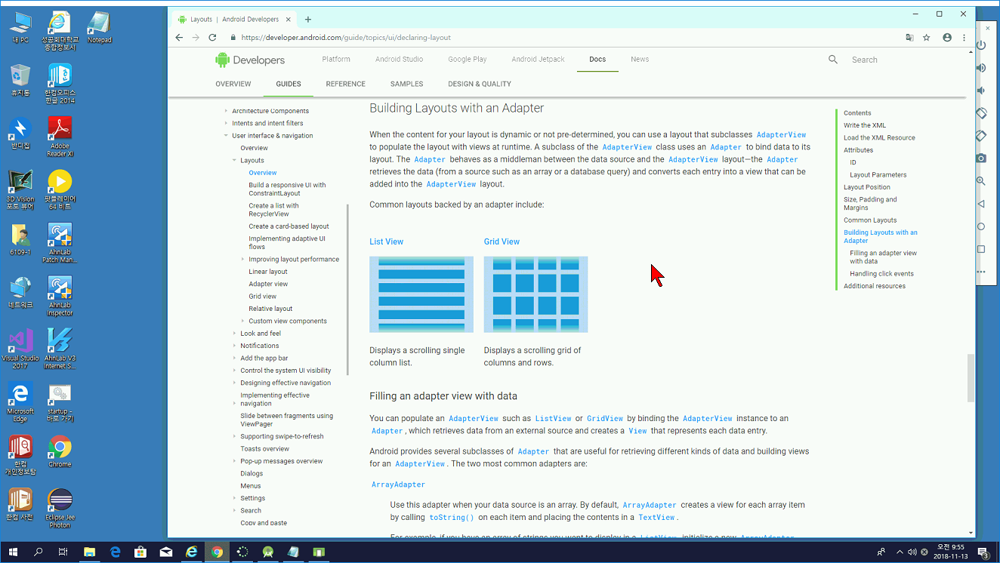 내 PC
성공회대학교
종합정보시
Notepad
휴지통
한컴오피스
한글 2014
반디집
Adobe
Reader XI
3D Vision
포토 뷰어
팟플레이어
64 비트
6109-1
AhnLab
Patch Man...
네트워크
AhnLab
Inspector
Visual Studio
2017
AhnLab V3
Internet S...
Microsoft
Edge
startup -
바로 가기
한컴
개인정보탐
Chrome
한컴 사전
Eclipse Jee
Photon
Layouts | Android Developers
https://developer.android.com/guide/topics/ui/declaring-layout
Developers
Platform
Android Studio
Google Play
Android Jetpack
Docs
News
Search
OVERVIEW
GUIDES
REFERENCE
SAMPLES
DESIGN & QUALITY
Architecture Components
Intents and intent filters
User interface & navigation
Overview
Layouts
Overview
Build a responsive UI with
ConstraintLayout
Create a list with
RecyclerView
Create a card-based layout
Implementing adaptive UI
flows
Improving layout performance
Linear layout
Adapter view
Grid view
Relative layout
Custom view components
Look and feel
Notifications
Add the app bar
Control the system UI visibility
Designing effective navigation
Implementing effective
navigation
Slide between fragments using
ViewPager
Supporting swipe-to-refresh
Toasts overview
Pop-up messages overview
Dialogs
Menus
Settings
Search
Copy and paste
Building Layouts with an Adapter
When the content for your layout is dynamic or not pre-determined, you can use a layout that subclasses AdapterView
to populate the layout with views at runtime. A subclass of the AdapterView class uses an Adapter to bind data to its
layout. The Adapter behaves as a middleman between the data source and the AdapterView layout—the Adapter
retrieves the data (from a source such as an array or a database query) and converts each entry into a view that can be
added into the AdapterView layout.
Common layouts backed by an adapter include:
List View
Grid View
Displays a scrolling single
column list.
Displays a scrolling grid of
columns and rows.
Filling an adapter view with data
You can populate an AdapterView such as ListView or GridView by binding the AdapterView instance to an
Adapter, which retrieves data from an external source and creates a View that represents each data entry.
Android provides several subclasses of Adapter that are useful for retrieving different kinds of data and building views
for an AdapterView. The two most common adapters are:
ArrayAdapter
Use this adapter when your data source is an array. By default, ArrayAdapter creates a view for each array item
by calling toString() on each item and placing the contents in a TextView.
For example, if you have an array of strings you want to display in a ListView, initialize a new ArrayAdapter
Contents
Write the XML
Load the XML Resource
Attributes
ID
Layout Parameters
Layout Position
Size, Padding and
Margins
Common Layouts
Building Layouts with an
Adapter
Filling an adapter view
with data
Handling click events
Additional resources
오전 9:55
2018-11-13
3